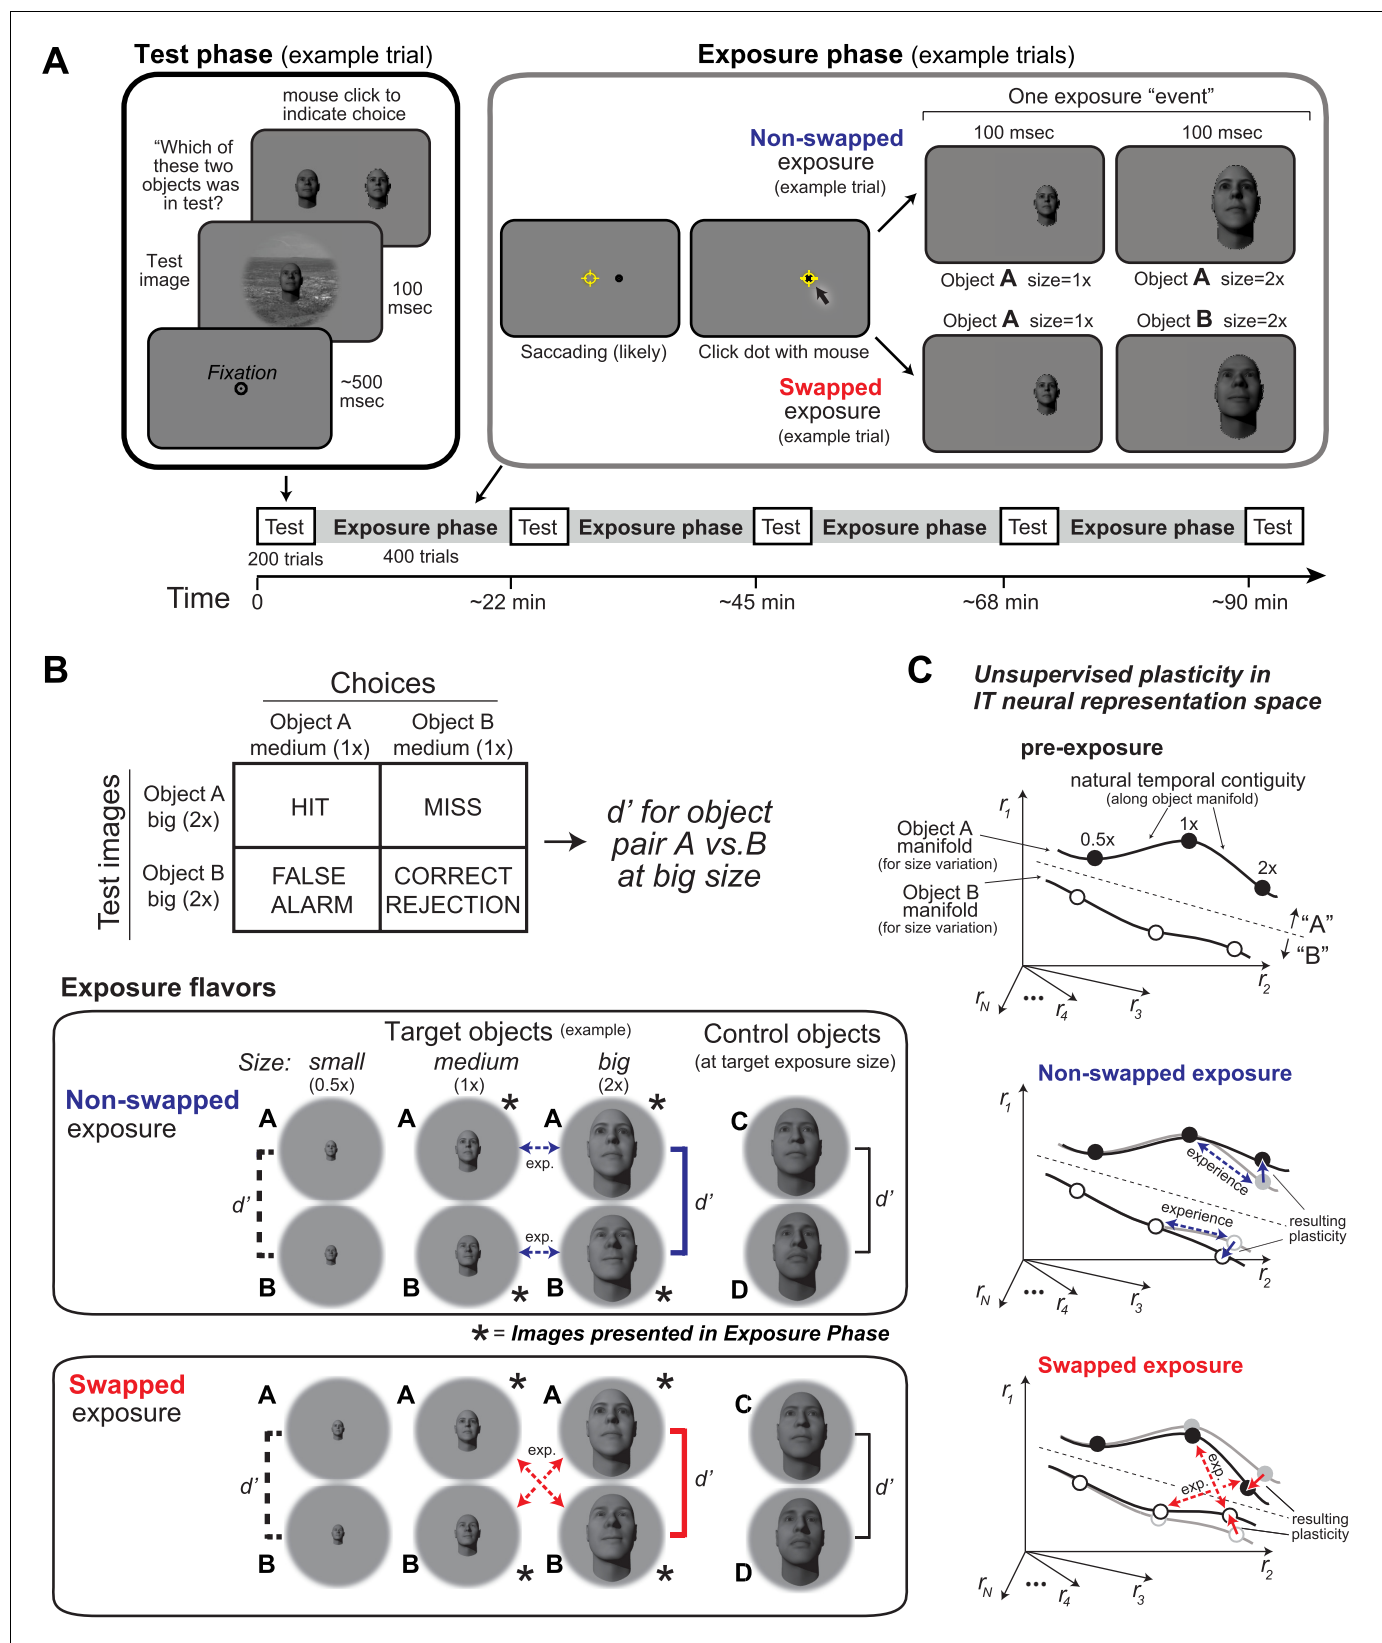 A
Test phase (example trial)
mouse click to
indicate choice
“Which of
these two
objects was
in test?
Test
image
100
msec
Fixation
~500
msec
Exposure phase (example trials)
One exposure “event”
100 msec
100 msec
Non-swapped
exposure
(example trial)
Object A size=1x
Object A size=2x
Saccading (likely)
Click dot with mouse
Swapped
exposure
(example trial)
Object A size=1x
Object B size=2x
Test
Exposure phase
Test
Exposure phase
Test
Exposure phase
Test
Exposure phase
Test
200 trials
400 trials
Time
0
~22 min
~45 min
~68 min
~90 min
B
Choices
Object A
medium (1x)
Object B
medium (1x)
Test images
Object A
big (2x)
HIT
MISS
Object B
big (2x)
FALSE
ALARM
CORRECT
REJECTION
d’ for object
pair A vs.B
at big size
Exposure flavors
Target objects (example)
Control objects
(at target exposure size)
Size:
small
(0.5x)
medium
(1x)
big
(2x)
Non-swapped
exposure
A
A
*
A
*
C
exp.
d’
d’
d’
exp.
B
B
*
B
*
D
* = Images presented in Exposure Phase
Swapped
exposure
A
A
*
A
*
C
exp.
d’
d’
d’
B
B
*
B
*
D
C
Unsupervised plasticity in
IT neural representation space
pre-exposure
r1
natural temporal contiguity
(along object manifold)
Object A
manifold
(for size variation)
0.5x
1x
2x
Object B
manifold
(for size variation)
“A”
“B”
r2
r3
r4
...
rN
Non-swapped exposure
r1
experience
experience
resulting
plasticity
r2
r3
r4
...
rN
Swapped exposure
r1
exp.
exp.
resulting
plasticity
r2
r3
r4
...
rN